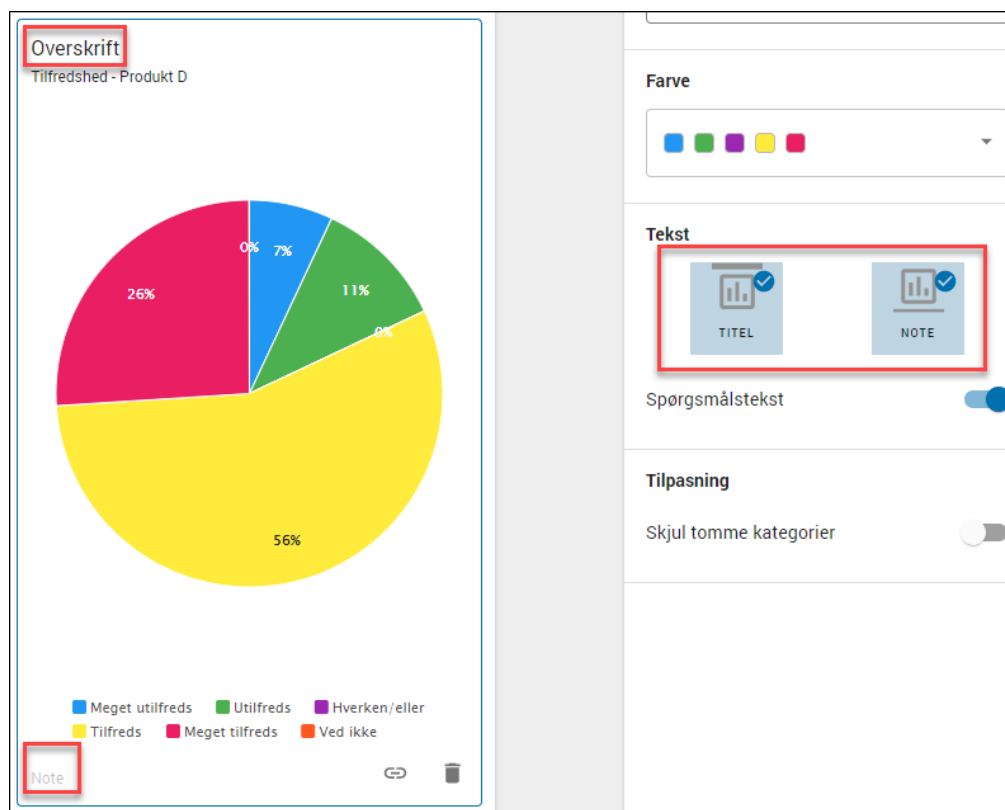 Overskrift
Tilfredshed - Produkt D
0%
7%
11%
26%
0%
56%
Meget utilfreds Utilfreds Hverken/eller
Tilfreds Meget tilfreds Ved ikke
Note
Farve
Tekst
TITEL NOTE
Spørgsmålstekst
Tilpasning
Skjul tomme kategorier